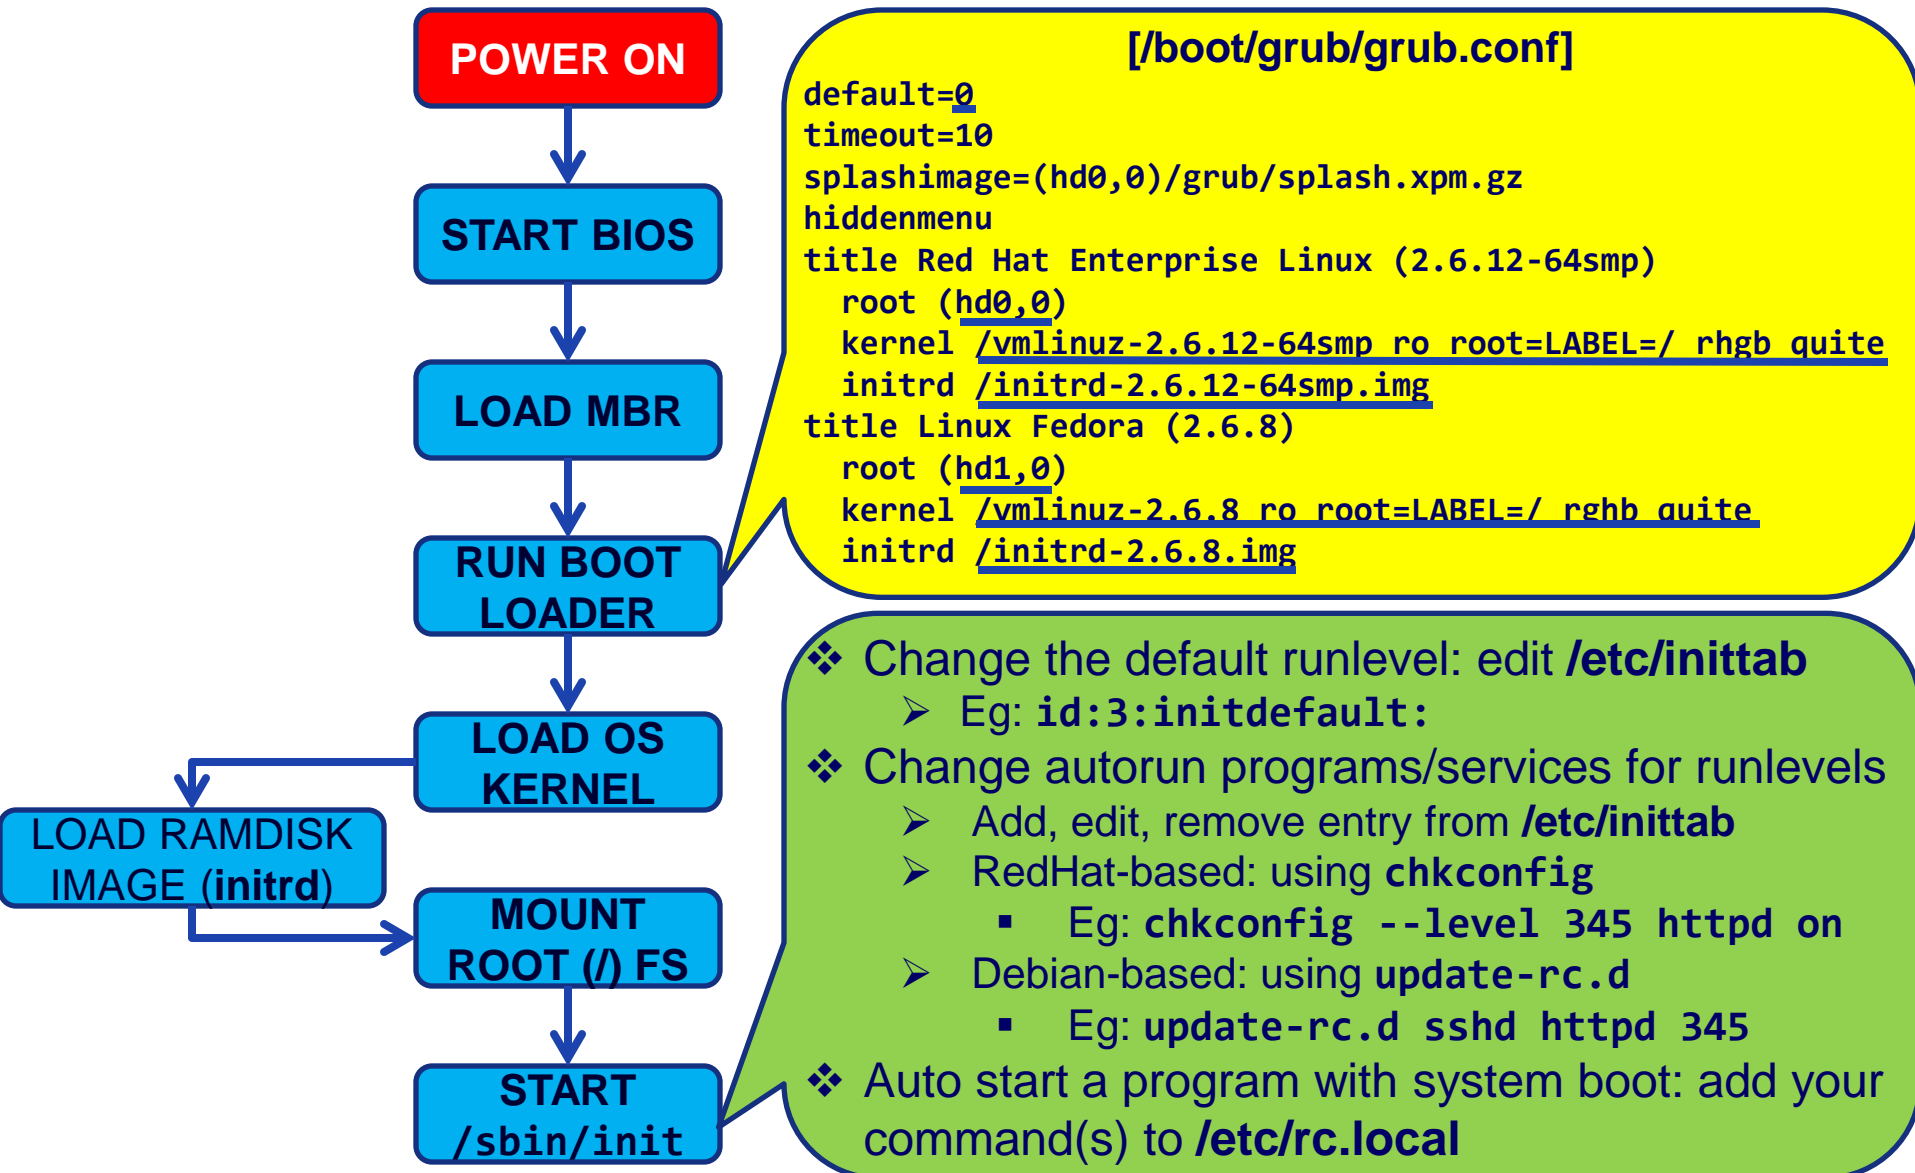 POWER ON
START BIOS
LOAD MBR
RUN BOOT
LOADER
LOAD OS
KERNEL
LOAD RAMDISK
IMAGE (initrd)
MOUNT
ROOT (/) FS
START
/sbin/init
[/boot/grub/grub.conf]
default=0
timeout=10
splashimage=(hd0,0)/grub/splash.xpm.gz
hiddenmenu
title Red Hat Enterprise Linux (2.6.12-64smp)
root (hd0,0)
kernel /vmlinuz-2.6.12-64smp ro root=LABEL=/ rhgb quite
initrd /initrd-2.6.12-64smp.img
title Linux Fedora (2.6.8)
root (hd1,0)
kernel /vmlinuz-2.6.8 ro root=LABEL=/ rghb quite
initrd /initrd-2.6.8.img
❖ Change the default runlevel: edit /etc/inittab
➢ Eg: id:3:initdefault:
❖ Change autorun programs/services for runlevels
➢ Add, edit, remove entry from /etc/inittab
➢ RedHat-based: using chkconfig
▪ Eg: chkconfig --level 345 httpd on
➢ Debian-based: using update-rc.d
▪ Eg: update-rc.d sshd httpd 345
❖ Auto start a program with system boot: add your
command(s) to /etc/rc.local